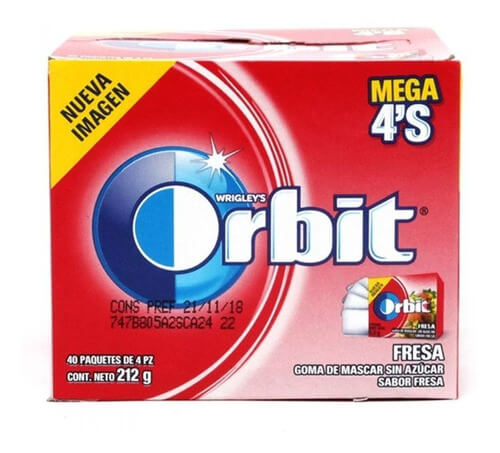 NUEVA
IMAGEN
MEGA
4'S
WRIGLEY'S
Orbit®
CONS PREF 21/11/18
747B805A2SCA24 22
40 PAQUETES DE 4 PZ
CONT. NETO 212 g
Orbit
FRESA
FRESA
GOMA DE MASCAR SIN AZÚCAR
SABOR FRESA